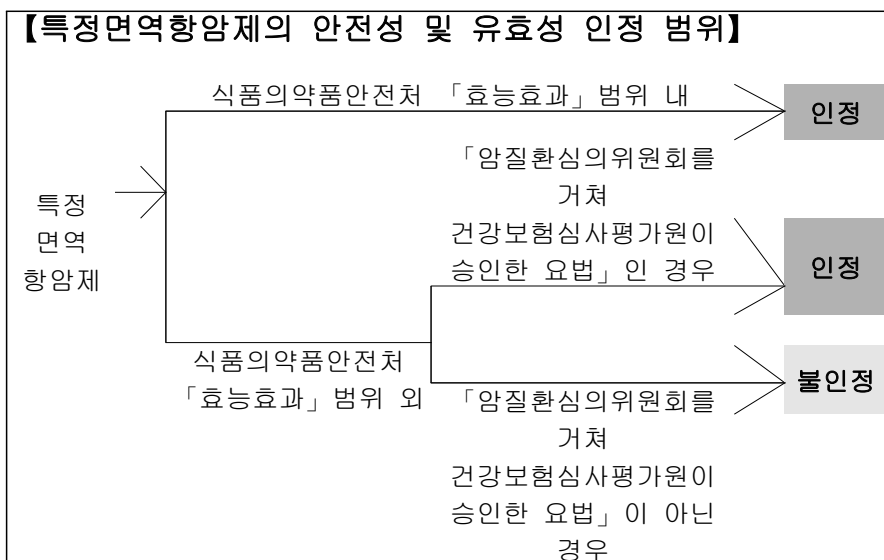 【특정면역항암제의 안전성 및 유효성 인정 범위】
식품의약품안전처 「효능효과」범위 내
인정
특정
면역
항암제
「암질환심의위원회를
거쳐
건강보험심사평가원이
승인한 요법」인 경우
인정
식품의약품안전처
「효능효과」범위 외
불인정
「암질환심의위원회를
거쳐
건강보험심사평가원이
승인한 요법」이 아닌
경우